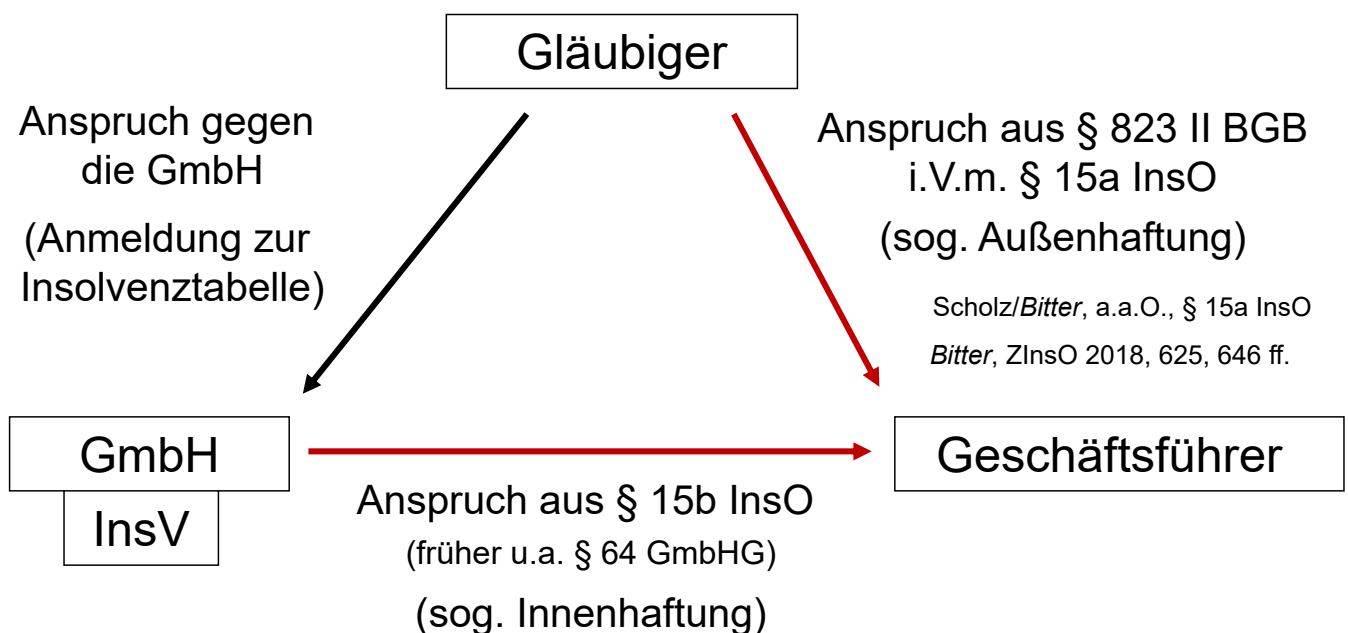 Gläubiger
Anspruch gegen
die GmbH
(Anmeldung zur
Insolvenztabelle)
Anspruch aus § 823 II BGB
i.V.m. § 15a InsO
(sog. Außenhaftung)
Scholz/Bitter, a.a.O., § 15a InsO
Bitter, ZInsO 2018, 625, 646 ff.
GmbH
InsV
Geschäftsführer
Anspruch aus § 15b InsO
(früher u.a. § 64 GmbHG)
(sog. Innenhaftung)